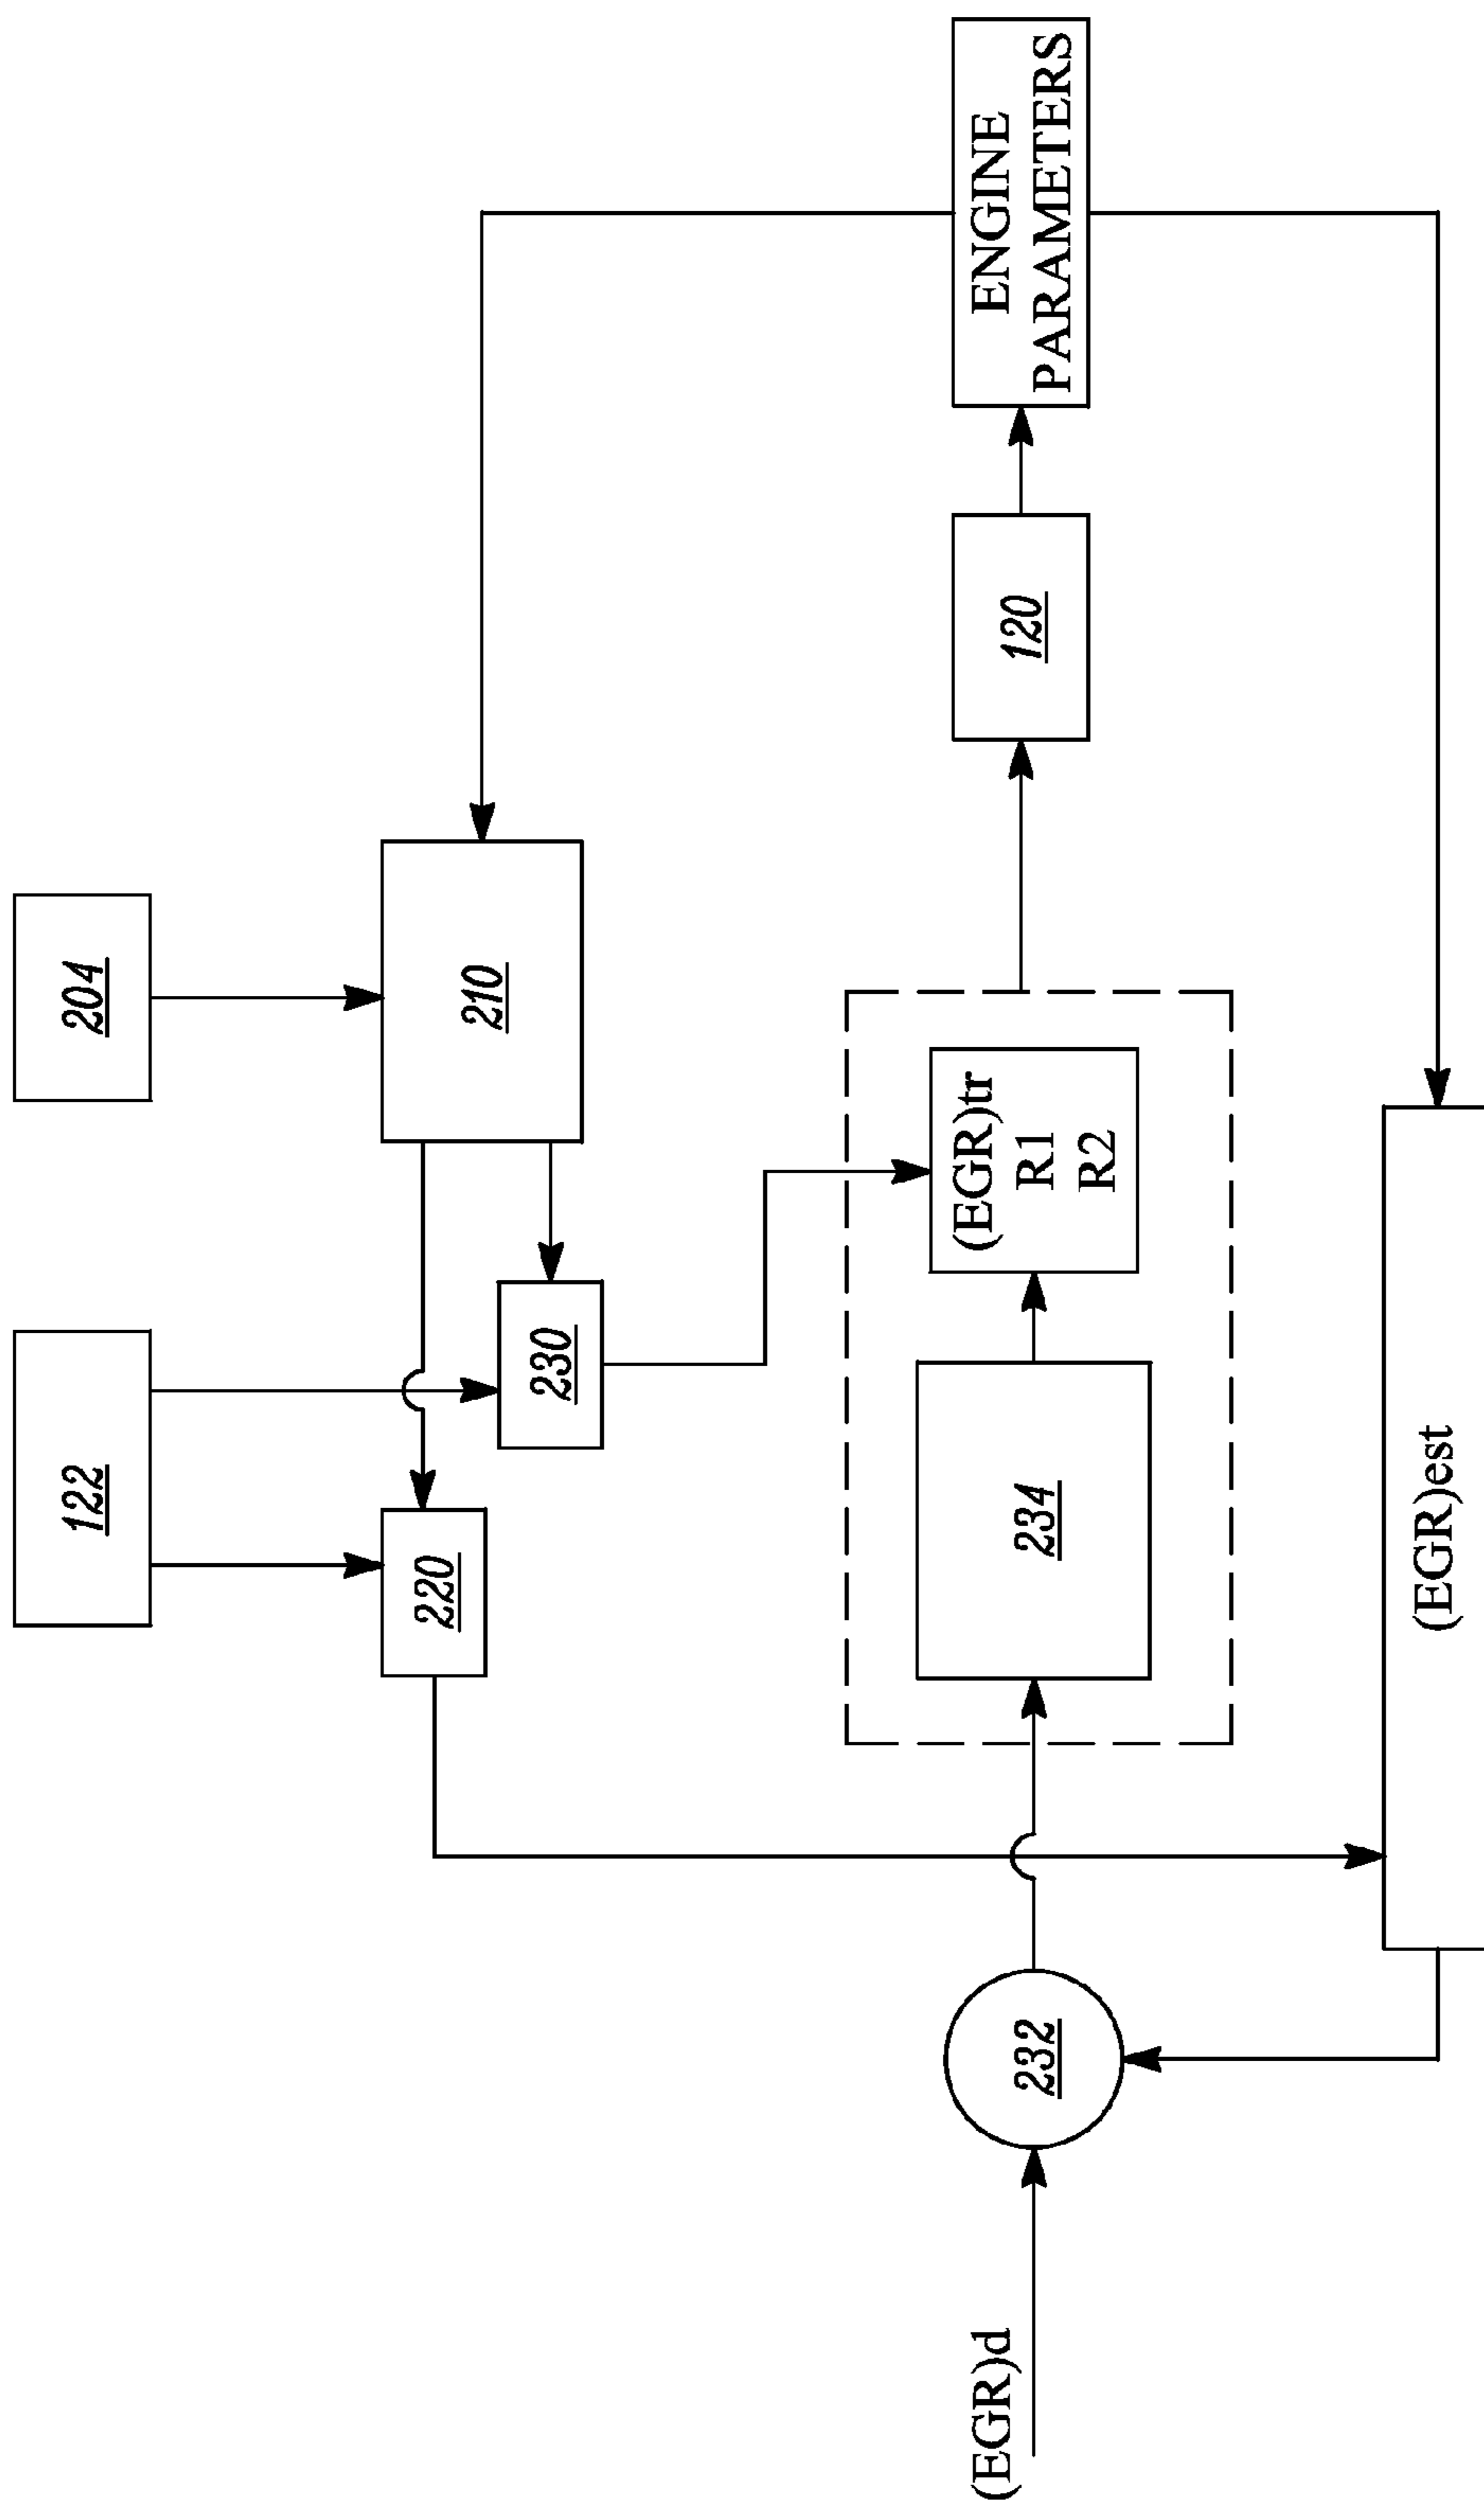 122
204
220
230
210
(EGR)d
232
234
(EGR)tr
R1
R2
120
ENGINE
PARAMETERS
(EGR)est